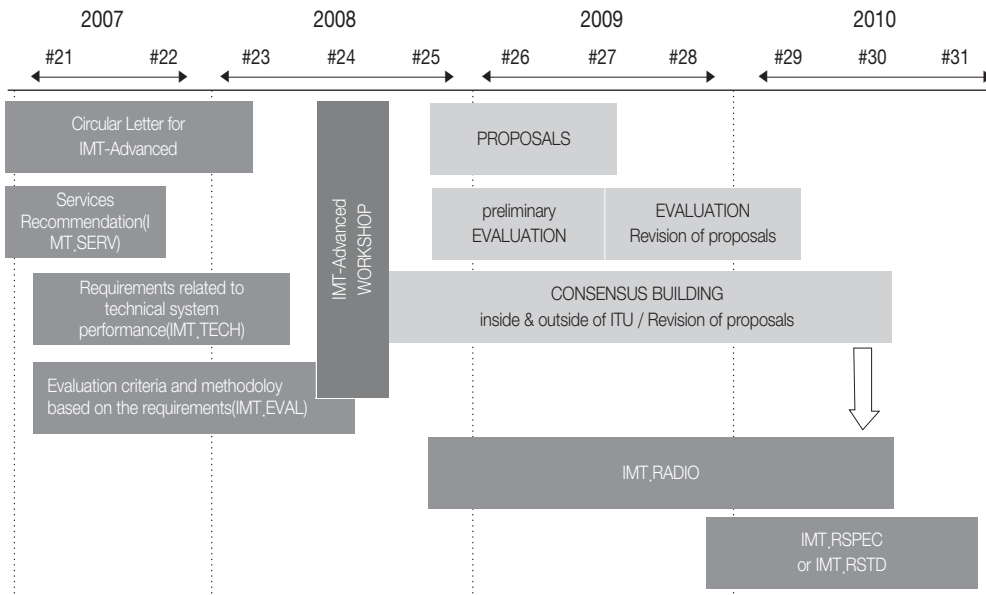 2007 2008 2009 2010
#21 #22 #23 #24 #25 #26 #27 #28 #29 #30 #31
Circular Letter for
IMT-Advanced
PROPOSALS
Services
Recommendation(I
MT.SERV)
IMT-Advanced
WORKSHOP
preliminary
EVALUATION
EVALUATION
Revision of proposals
Requirements related to
technical system
performance(IMT.TECH)
CONSENSUS BUILDING
inside & outside of ITU / Revision of proposals
Evaluation criteria and methodoloy
based on the requirements(IMT.EVAL)
IMT.RADIO
IMT.RSPEC
or IMT.RSTD